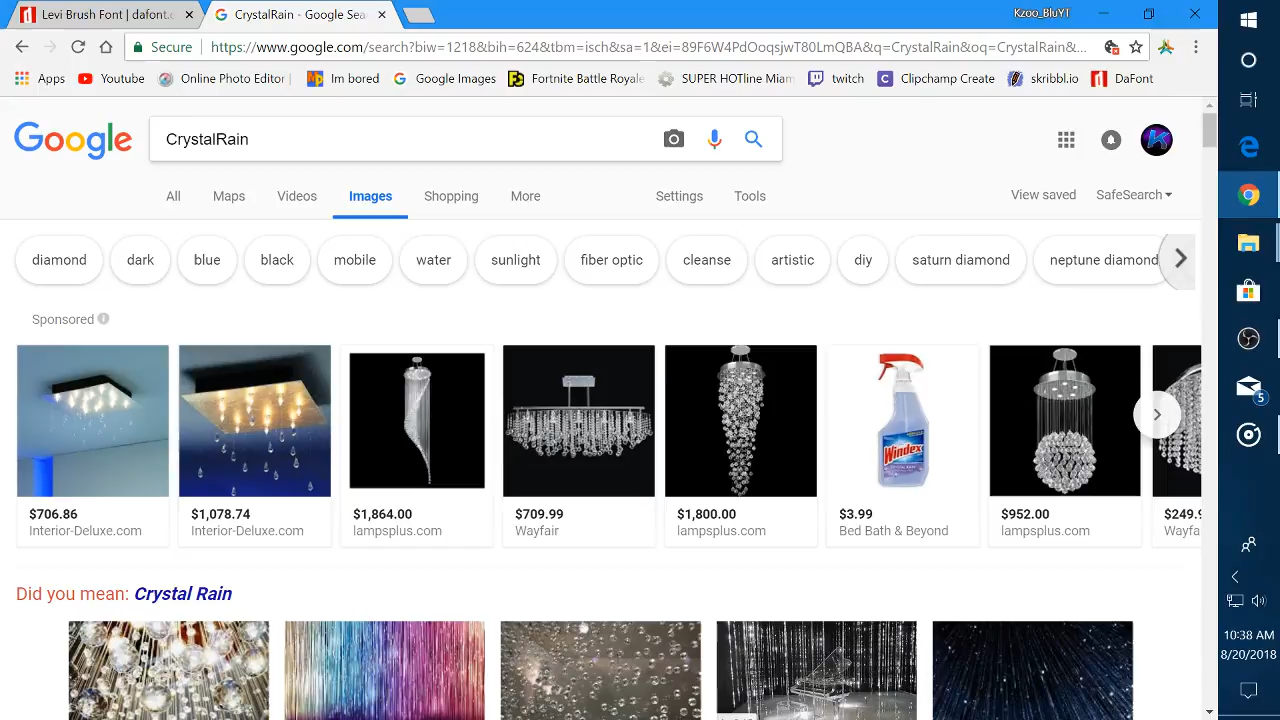 Levi Brush Font | dafont.c
CrystalRain - Google Sea
Kzoo_BluYT
Secure
https://www.google.com/search?biw=1218&bih=624&tbm=isch&sa=1&ei=89F6W4PdOoqsjwT80LmQBA&q=CrystalRain&oq=CrystalRain&...
Apps
Youtube
Online Photo Editor |
Im bored
Google Images
Fortnite Battle Royale
SUPERHOTline Miam
twitch
Clipchamp Create
skribbl.io
DaFont
Google
CrystalRain
All
Maps
Videos
Images
Shopping
More
Settings
Tools
View saved
SafeSearch
diamond
dark
blue
black
mobile
water
sunlight
fiber optic
cleanse
artistic
diy
saturn diamond
neptune diamond
Sponsored
Windex
$706.86
Interior-Deluxe.com
$1,078.74
Interior-Deluxe.com
$1,864.00
lampsplus.com
$709.99
Wayfair
$1,800.00
lampsplus.com
$3.99
Bed Bath & Beyond
$952.00
lampsplus.com
$249.9
Wayfa
Did you mean: Crystal Rain
5
10:38 AM
8/20/2018